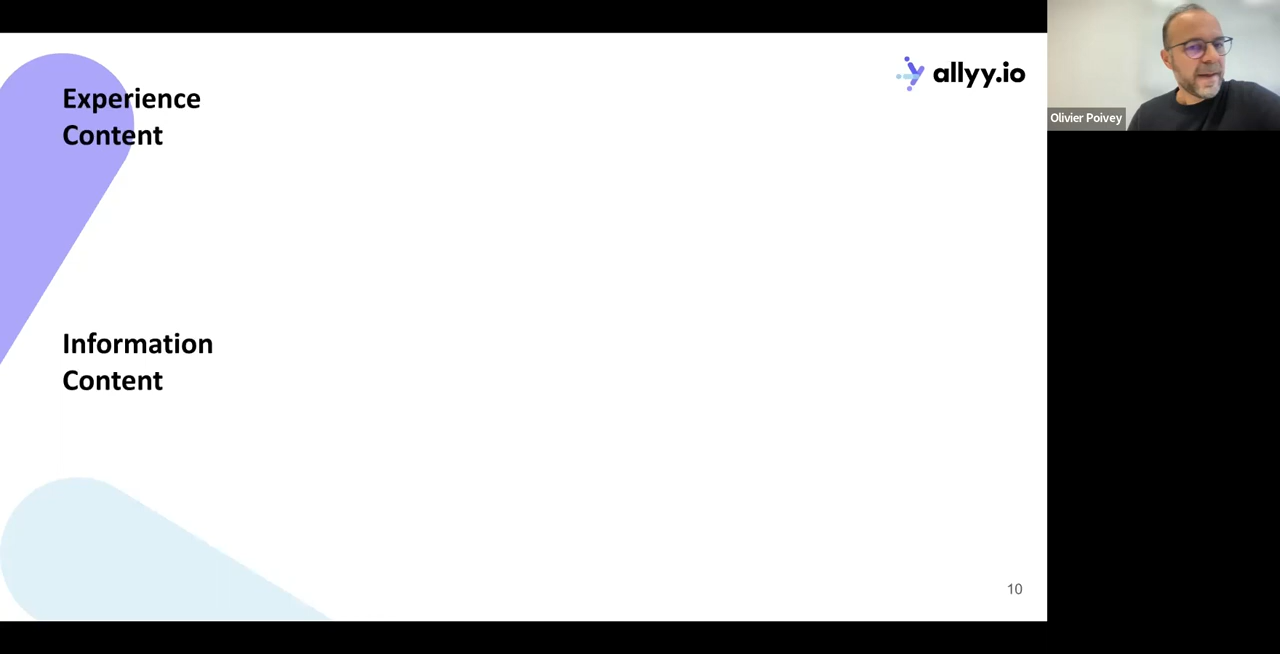 Experience
Content
allyy.io
Olivier Poivey
Information
Content
10